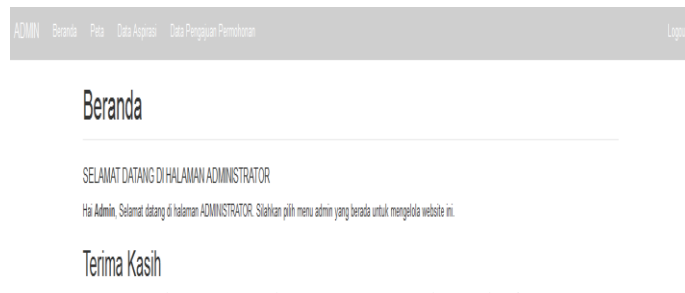 ADMIN Beranda Peta Data Aspirasi Data Pengajuan Permohonan Logout
Beranda
SELAMAT DATANG DI HALAMAN ADMINISTRATOR
Hai Admin, Selamat datang di halaman ADMINISTRATOR. Silahkan pilih menu admin yang berada untuk mengelola website ini.
Terima Kasih